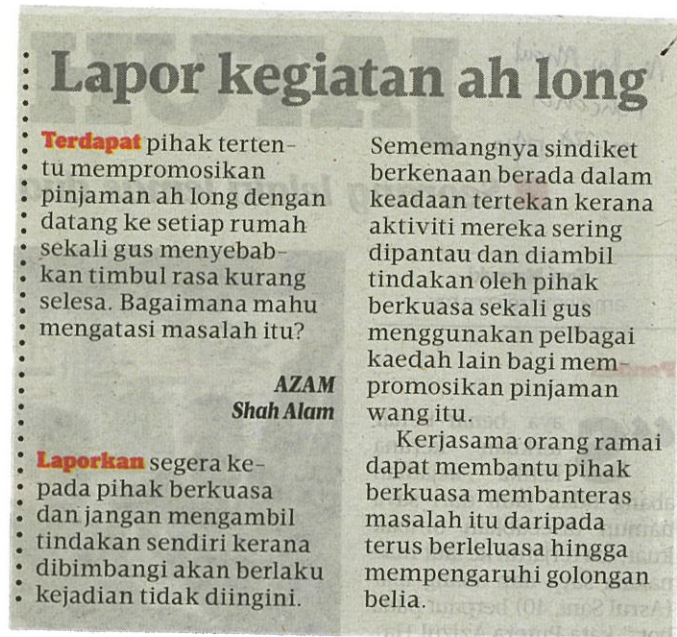 Lapor kegiatan ah long
Terdapat pihak terten-
tu mempromosikan
pinjaman ah long dengan
datang ke setiap rumah
sekali gus menyebab-
kan timbul rasa kurang
selesa. Bagaimana mahu
mengatasi masalah itu?
AZAM
Shah Alam
Laporkan segera ke-
pada pihak berkuasa
dan jangan mengambil
tindakan sendiri kerana
dibimbangi akan berlaku
kejadian tidak diingini.
Sememangnya sindiket
berkenaan berada dalam
keadaan tertekan kerana
aktiviti mereka sering
dipantau dan diambil
tindakan oleh pihak
berkuasa sekali gus
menggunakan pelbagai
kaedah lain bagi mem-
promosikan pinjaman
wang itu.
Kerjasama orang ramai
dapat membantu pihak
berkuasa membanteras
masalah itu daripada
terus berleluasa hingga
mempengaruhi golongan
belia.